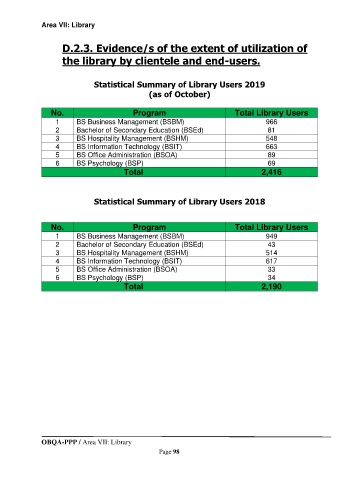 Area VII: Library
D.2.3. Evidence/s of the extent of utilization of
the library by clientele and end-users.
Statistical Summary of Library Users 2019
(as of October)
No. Program Total Library Users
1 BS Business Management (BSBM) 966
2 Bachelor of Secondary Education (BSEd) 81
3 BS Hospitality Management (BSHM) 548
4 BS Information Technology (BSIT) 663
5 BS Office Administration (BSOA) 89
6 BS Psychology (BSP) 69
Total 2,416
Statistical Summary of Library Users 2018
No. Program Total Library Users
1 BS Business Management (BSBM) 949
2 Bachelor of Secondary Education (BSEd) 43
3 BS Hospitality Management (BSHM) 514
4 BS Information Technology (BSIT) 617
5 BS Office Administration (BSOA) 33
6 BS Psychology (BSP) 34
Total 2,190
OBQA-PPP / Area VII: Library
Page 98